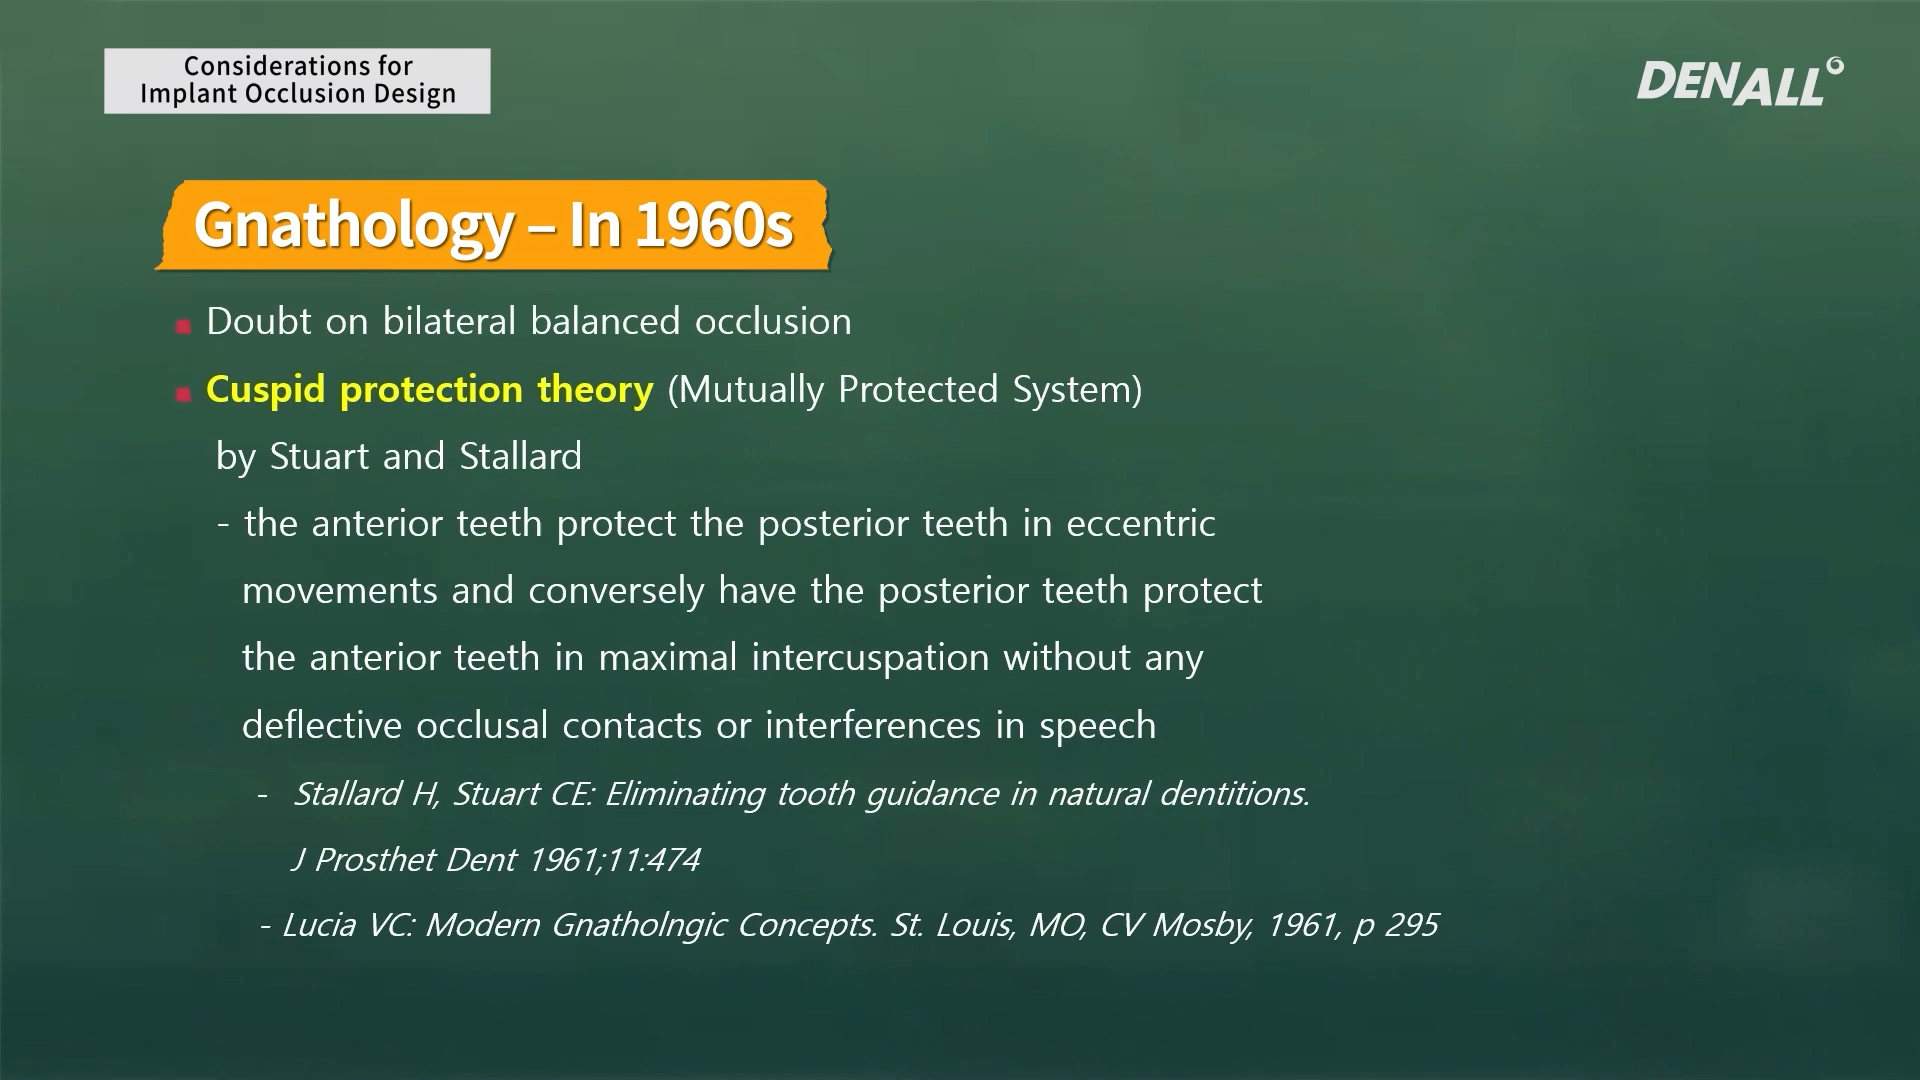 Considerations for
Implant Occlusion Design
DENALL
Gnathology – In 1960s
Doubt on bilateral balanced occlusion
Cuspid protection theory (Mutually Protected System)
by Stuart and Stallard
- the anterior teeth protect the posterior teeth in eccentric
movements and conversely have the posterior teeth protect
the anterior teeth in maximal intercuspation without any
deflective occlusal contacts or interferences in speech
- Stallard H, Stuart CE: Eliminating tooth guidance in natural dentitions.
J Prosthet Dent 1961;11:474
- Lucia VC: Modern Gnatholngic Concepts. St. Louis, MO, CV Mosby, 1961, p 295